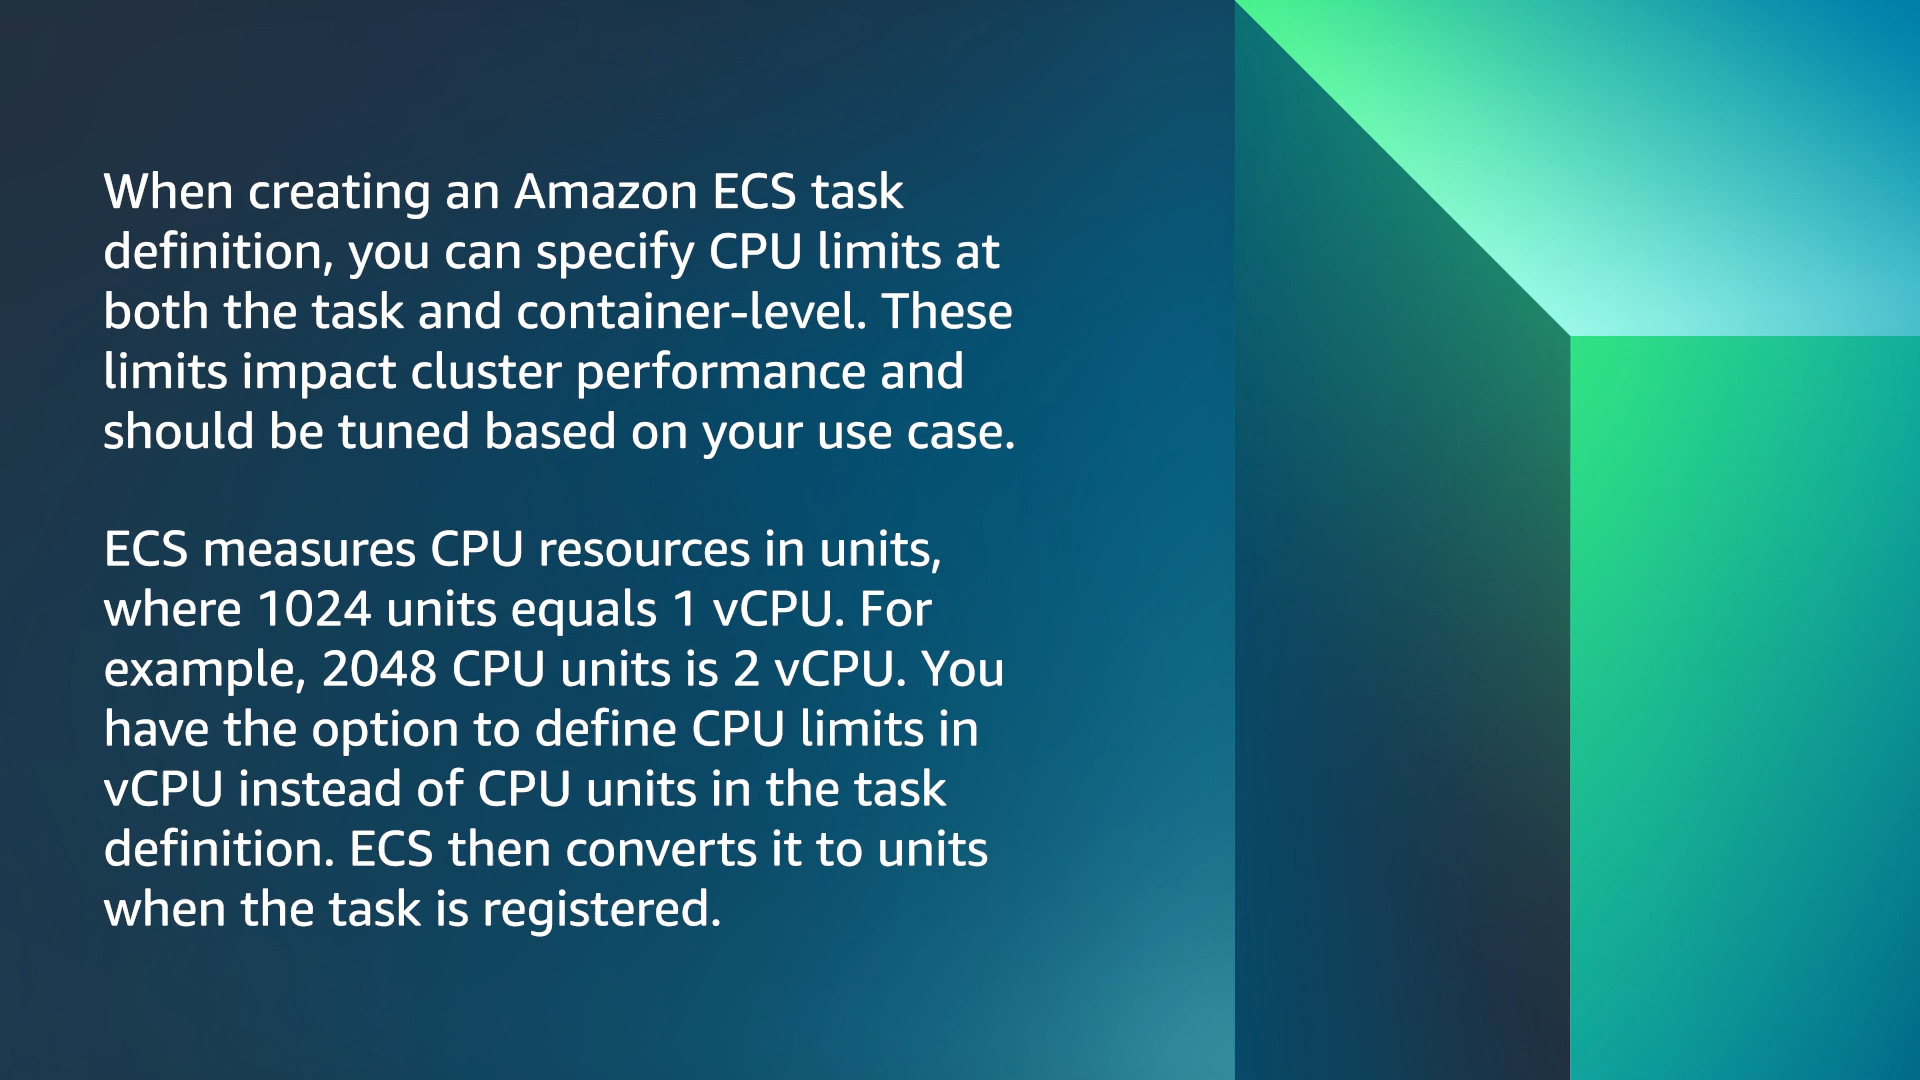 When creating an Amazon ECS task
definition, you can specify CPU limits at
both the task and container-level. These
limits impact cluster performance and
should be tuned based on your use case.
ECS measures CPU resources in units,
where 1024 units equals 1 vCPU. For
example, 2048 CPU units is 2 vCPU. You
have the option to define CPU limits in
vCPU instead of CPU units in the task
definition. ECS then converts it to units
when the task is registered.